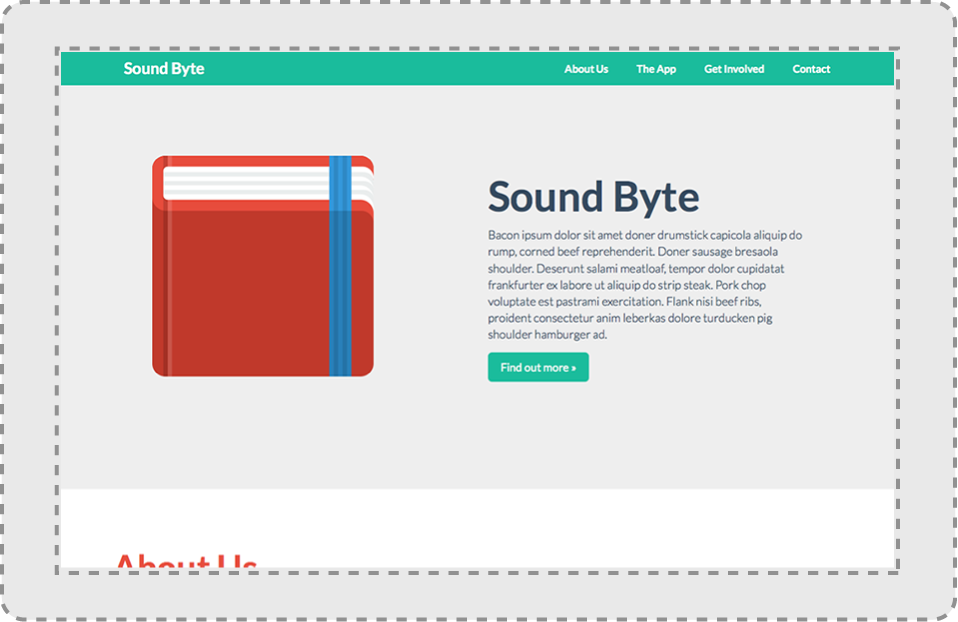 Sound Byte
About Us
The App
Get Involved
Contact
Sound Byte
Bacon ipsum dolor sit amet doner drumstick capicola aliquip do
rump, corned beef reprehenderit. Doner sausage bresaola
shoulder. Deserunt salami meatloaf, tempor dolor cupidatat
frankfurter ex labore ut aliquip do strip steak. Pork chop
voluptate est pastrami exercitation. Flank nisi beef ribs,
proident consectetur anim leberkas dolore turducken pig
shoulder hamburger ad.
Find out more »
About Us